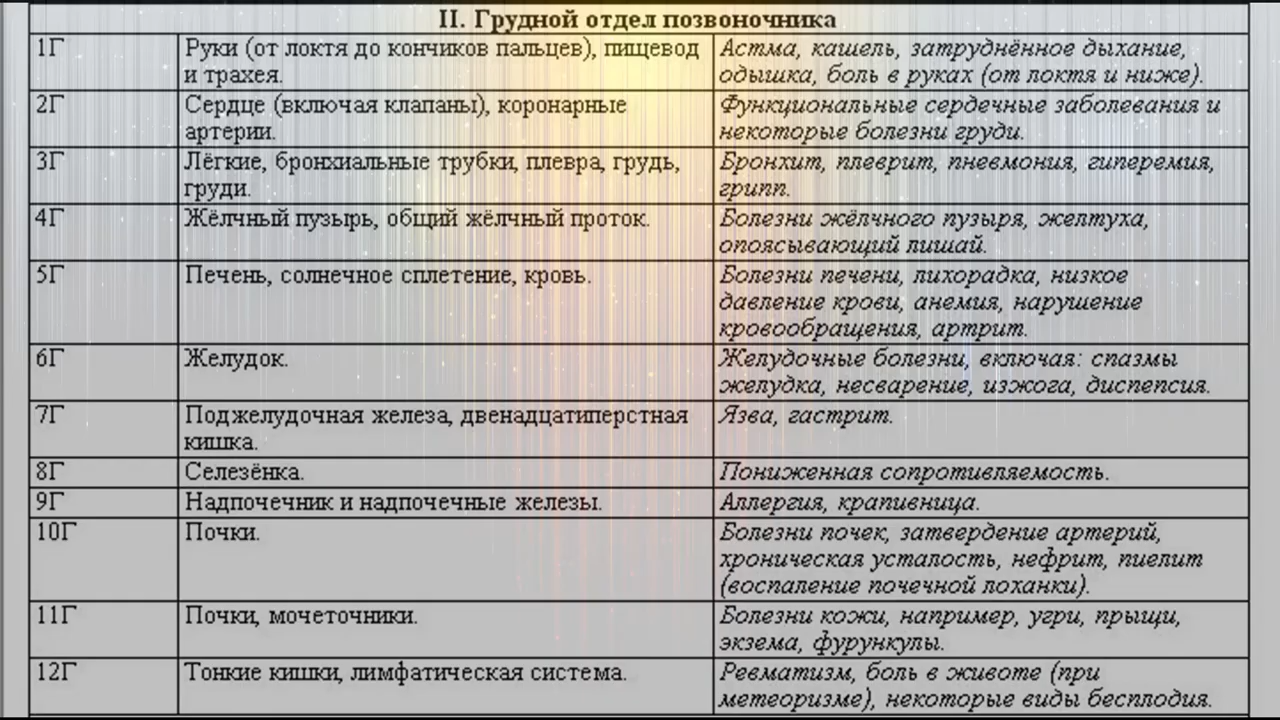 II. Грудной отдел позвоночника
1Г
Руки (от локтя до кончиков пальцев), пищевод
и трахея.
Астма, кашель, затруднённое дыхание,
одышка, боль в руках (от локтя и ниже).
2Г
Сердце (включая клапаны), коронарные
артерии.
Функциональные сердечные заболевания и
некоторые болезни груди.
3Г
Лёгкие, бронхиальные трубки, плевра, грудь,
груди.
Бронхит, плеврит, пневмония, гиперемия,
грипп.
4Г
Жёлчный пузырь, общий жёлчный проток.
Болезни жёлчного пузыря, желтуха,
опоясывающий лишай.
5Г
Печень, солнечное сплетение, кровь.
Болезни печени, лихорадка, низкое
давление крови, анемия, нарушение
кровообращения, артрит.
6Г
Желудок.
Желудочные болезни, включая: спазмы
желудка, несварение, изжога, диспепсия.
7Г
Поджелудочная железа, двенадцатиперстная
кишка.
Язва, гастрит.
8Г
Селезёнка.
Пониженная сопротивляемость.
9Г
Надпочечник и надпочечные железы.
Аллергия, крапивница.
10Г
Почки.
Болезни почек, затвердение артерий,
хроническая усталость, нефрит, пиелит
(воспаление почечной лоханки).
11Г
Почки, мочеточники.
Болезни кожи, например, угри, прыщи,
экзема, фурункулы.
12Г
Тонкие кишки, лимфатическая система.
Ревматизм, боль в животе (при
метеоризме), некоторые виды бесплодия.